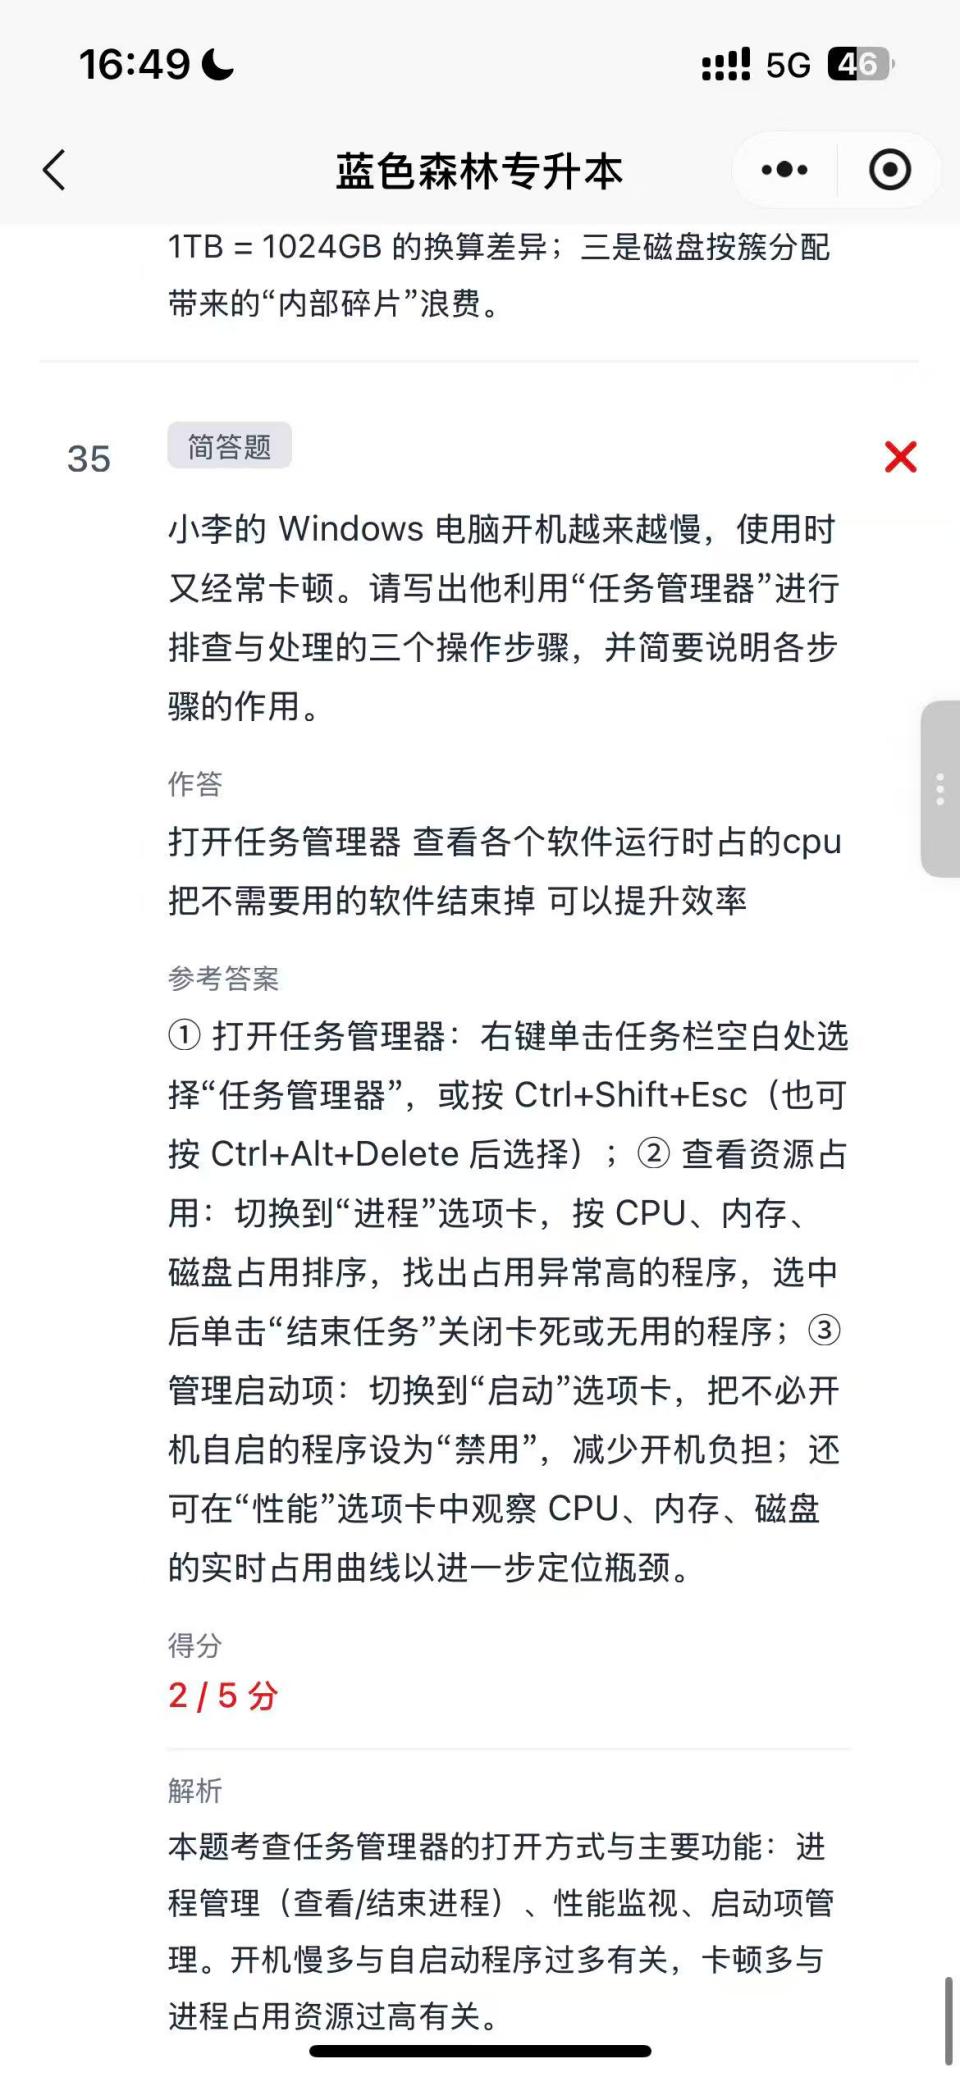 16:49
5G
46
蓝色森林专升本
1TB = 1024GB 的换算差异；三是磁盘按簇分配
带来的“内部碎片”浪费。
35
简答题
小李的 Windows 电脑开机越来越慢，使用时
又经常卡顿。请写出他利用“任务管理器”进行
排查与处理的三个操作步骤，并简要说明各步
骤的作用。
作答
打开任务管理器 查看各个软件运行时占的cpu
把不需要用的软件结束掉 可以提升效率
参考答案
① 打开任务管理器：右键单击任务栏空白处选
择“任务管理器”，或按 Ctrl+Shift+Esc（也可
按 Ctrl+Alt+Delete 后选择）；② 查看资源占
用：切换到“进程”选项卡，按 CPU、内存、
磁盘占用排序，找出占用异常高的程序，选中
后单击“结束任务”关闭卡死或无用的程序；③
管理启动项：切换到“启动”选项卡，把不必开
机自启的程序设为“禁用”，减少开机负担；还
可在“性能”选项卡中观察 CPU、内存、磁盘
的实时占用曲线以进一步定位瓶颈。
得分
2 / 5 分
解析
本题考查任务管理器的打开方式与主要功能：进
程管理（查看/结束进程）、性能监视、启动项管
理。开机慢多与自启动程序过多有关，卡顿多与
进程占用资源过高有关。